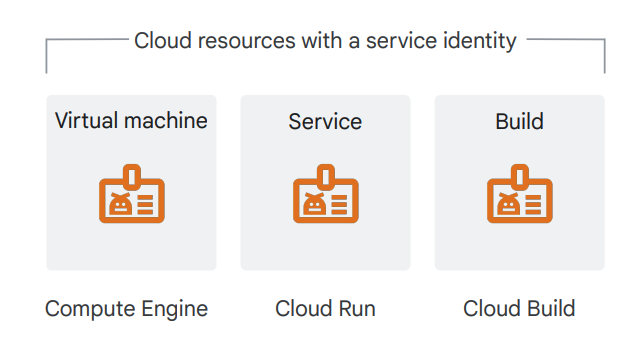 Cloud resources with a service identity
Virtual machine
Service
Build
Compute Engine
Cloud Run
Cloud Build